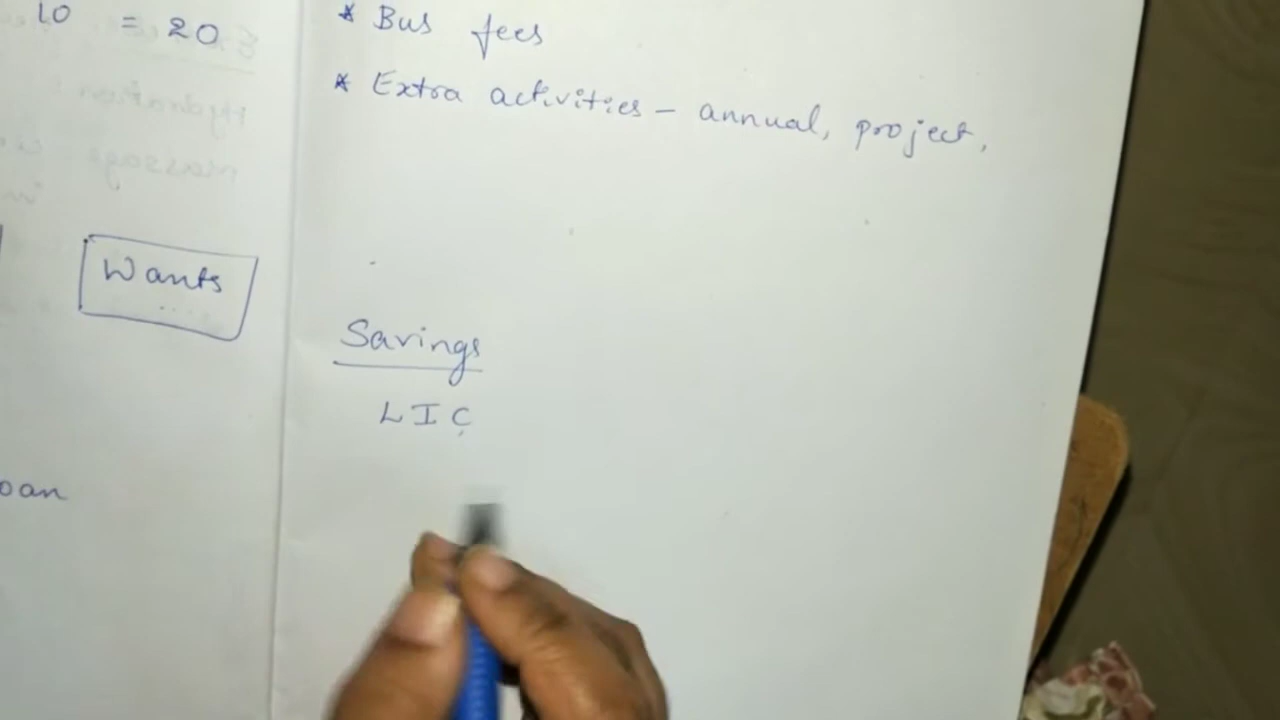 10 = 20
Wants
oan
* Bus fees
* Extra activities - annual, project,
Savings
LIC